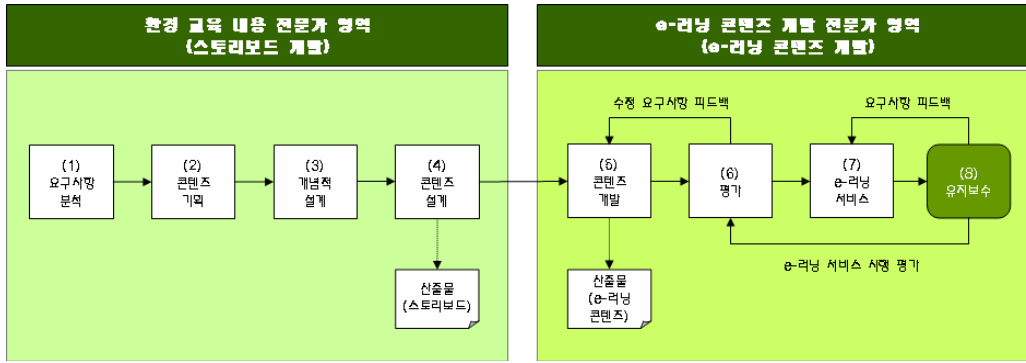 환경 교육 내용 전문가 영역
(스토리보드 개발)
e-러닝 콘텐즈 개발 전문가 영역
(e-러닝 콘텐즈 개발)
수정 요구사항 피드백
요구사항 피드백
(1)
요구사항
분석
(2)
콘텐즈
기획
(3)
개념적
설계
(4)
콘텐즈
설계
(5)
콘텐즈
개발
(6)
평가
(7)
e-러닝
서비스
(8)
유지보수
e-러닝 서비스 시행 평가
산출물
(스토리보드)
산출물
(e-러닝
콘텐즈)